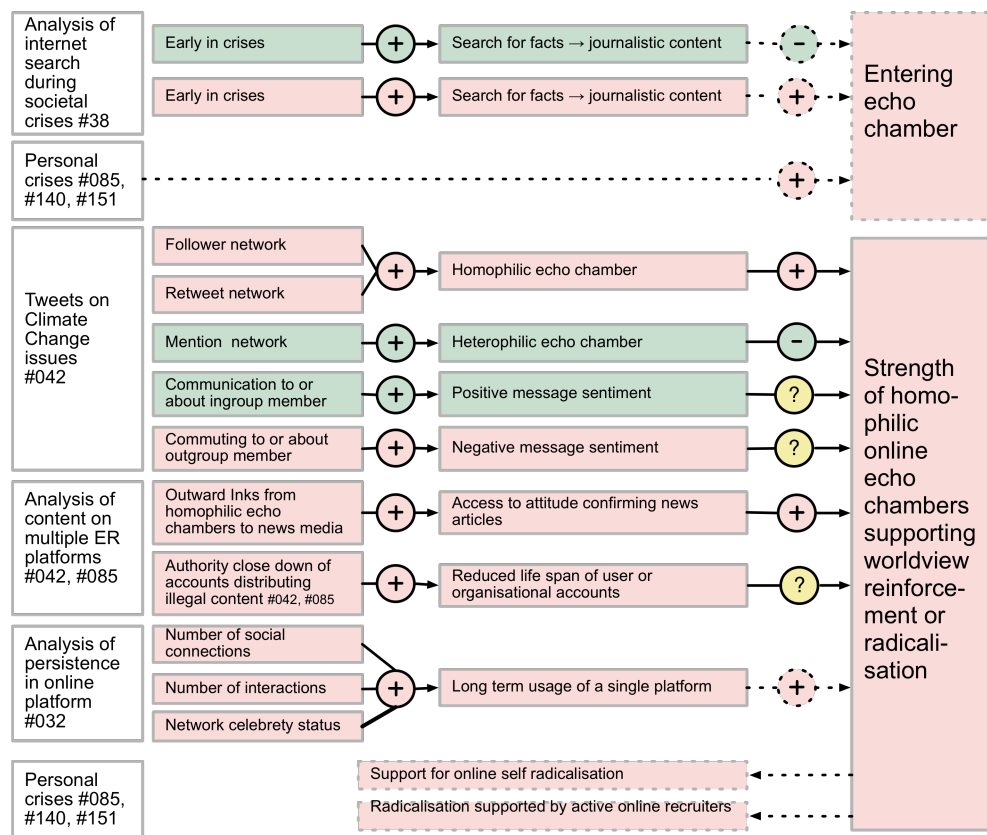 Analysis of
internet
search
during
societal
crises #38
Early in crises
+
Search for facts → journalistic content
-
Early in crises
+
Search for facts → journalistic content
+
Entering
echo
chamber
Personal
crises #085,
#140, #151
+
Tweets on
Climate
Change
issues
#042
Follower network
Retweet network
+
Homophilic echo chamber
+
Mention network
+
Heterophilic echo chamber
-
Communication to or
about ingroup member
+
Positive message sentiment
?
Commuting to or about
outgroup member
+
Negative message sentiment
?
Analysis of
content on
multiple ER
platforms
#042, #085
Outward Inks from
homophilic echo
chambers to news media
+
Access to attitude confirming news
articles
+
Authority close down of
accounts distributing
illegal content #042, #085
+
Reduced life span of user or
organisational accounts
?
Analysis of
persistence
in online
platform
#032
Number of social
connections
Number of interactions
Network celebrety status
+
Long term usage of a single platform
+
Strength
of homo-
philic
online
echo
chambers
supporting
worldview
reinforce-
ment or
radicali-
sation
Personal
crises #085,
#140, #151
Support for online self radicalisation
Radicalisation supported by active online recruiters